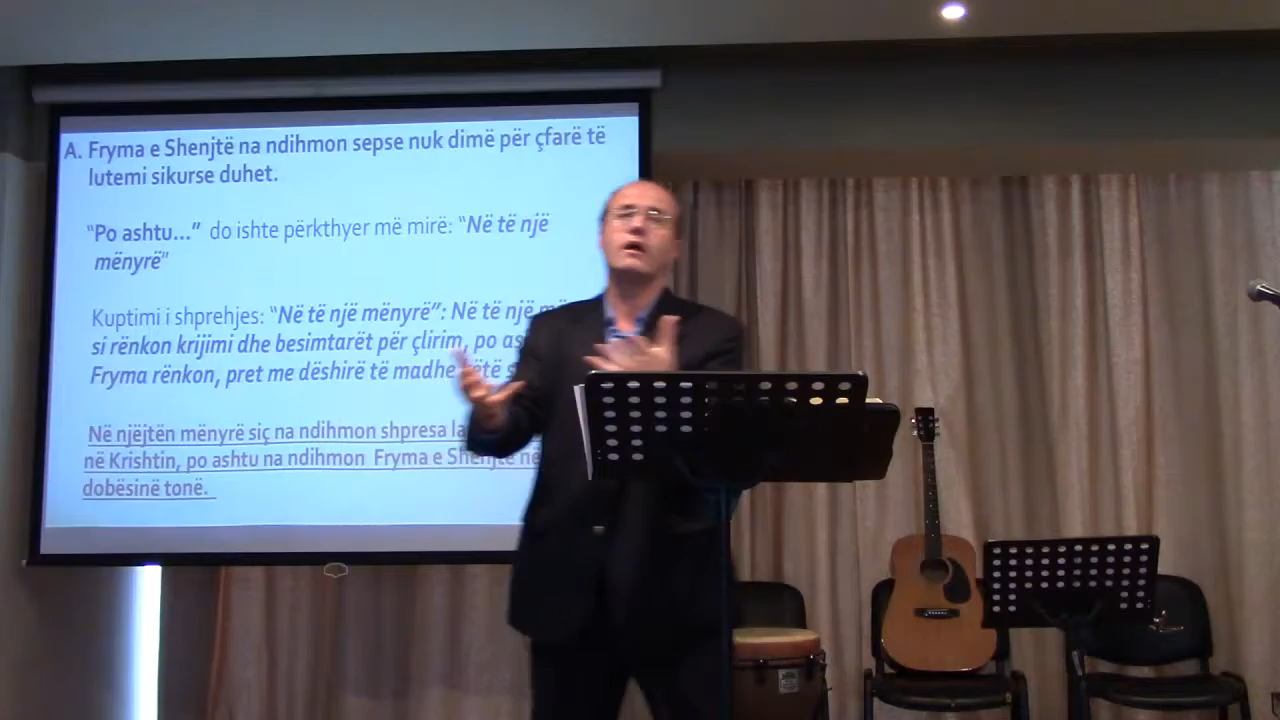 A. Fryma e Shenjtë na ndihmon sepse nuk dimë për çfarë të
lutemi sikurse duhet.
“Po ashtu...” do ishte përkthyer më mirë: “Në të një
mënyrë”
Kuptimi i shprehjes: “Në të një mënyrë”: Në të një
si rënkon krijimi dhe besimtarët për çlirim, po
Fryma rënkon, pret me dëshirë të madhe
Në njëjtën mënyrë siç na ndihmon shpresa
në Krishtin, po ashtu na ndihmon Fryma e Shenjtë në
dobësinë tonë.